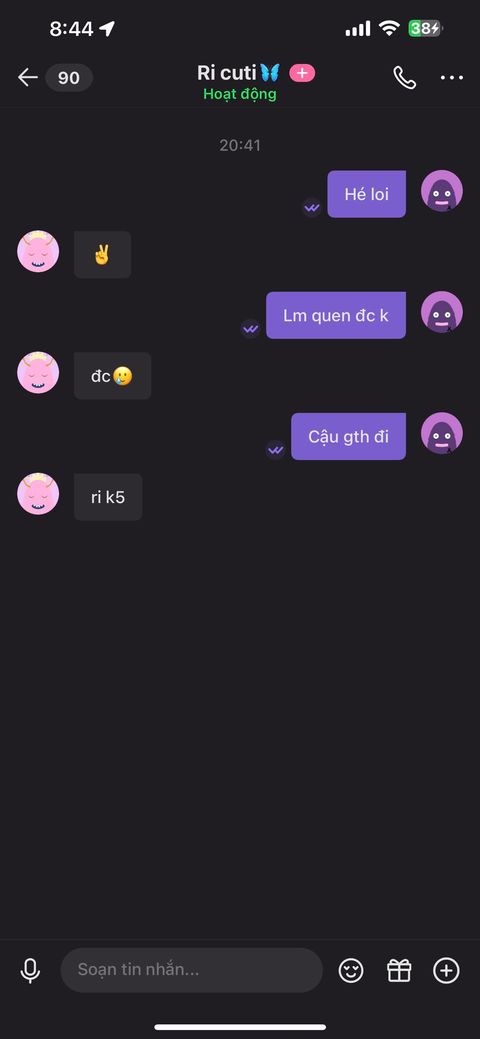 8:44
38
90
Ri cuti🦋
Hoạt động
20:41
Hé loi
✌️
Lm quen đc k
đc🥲
Cậu gth đi
ri k5
Soạn tin nhắn...